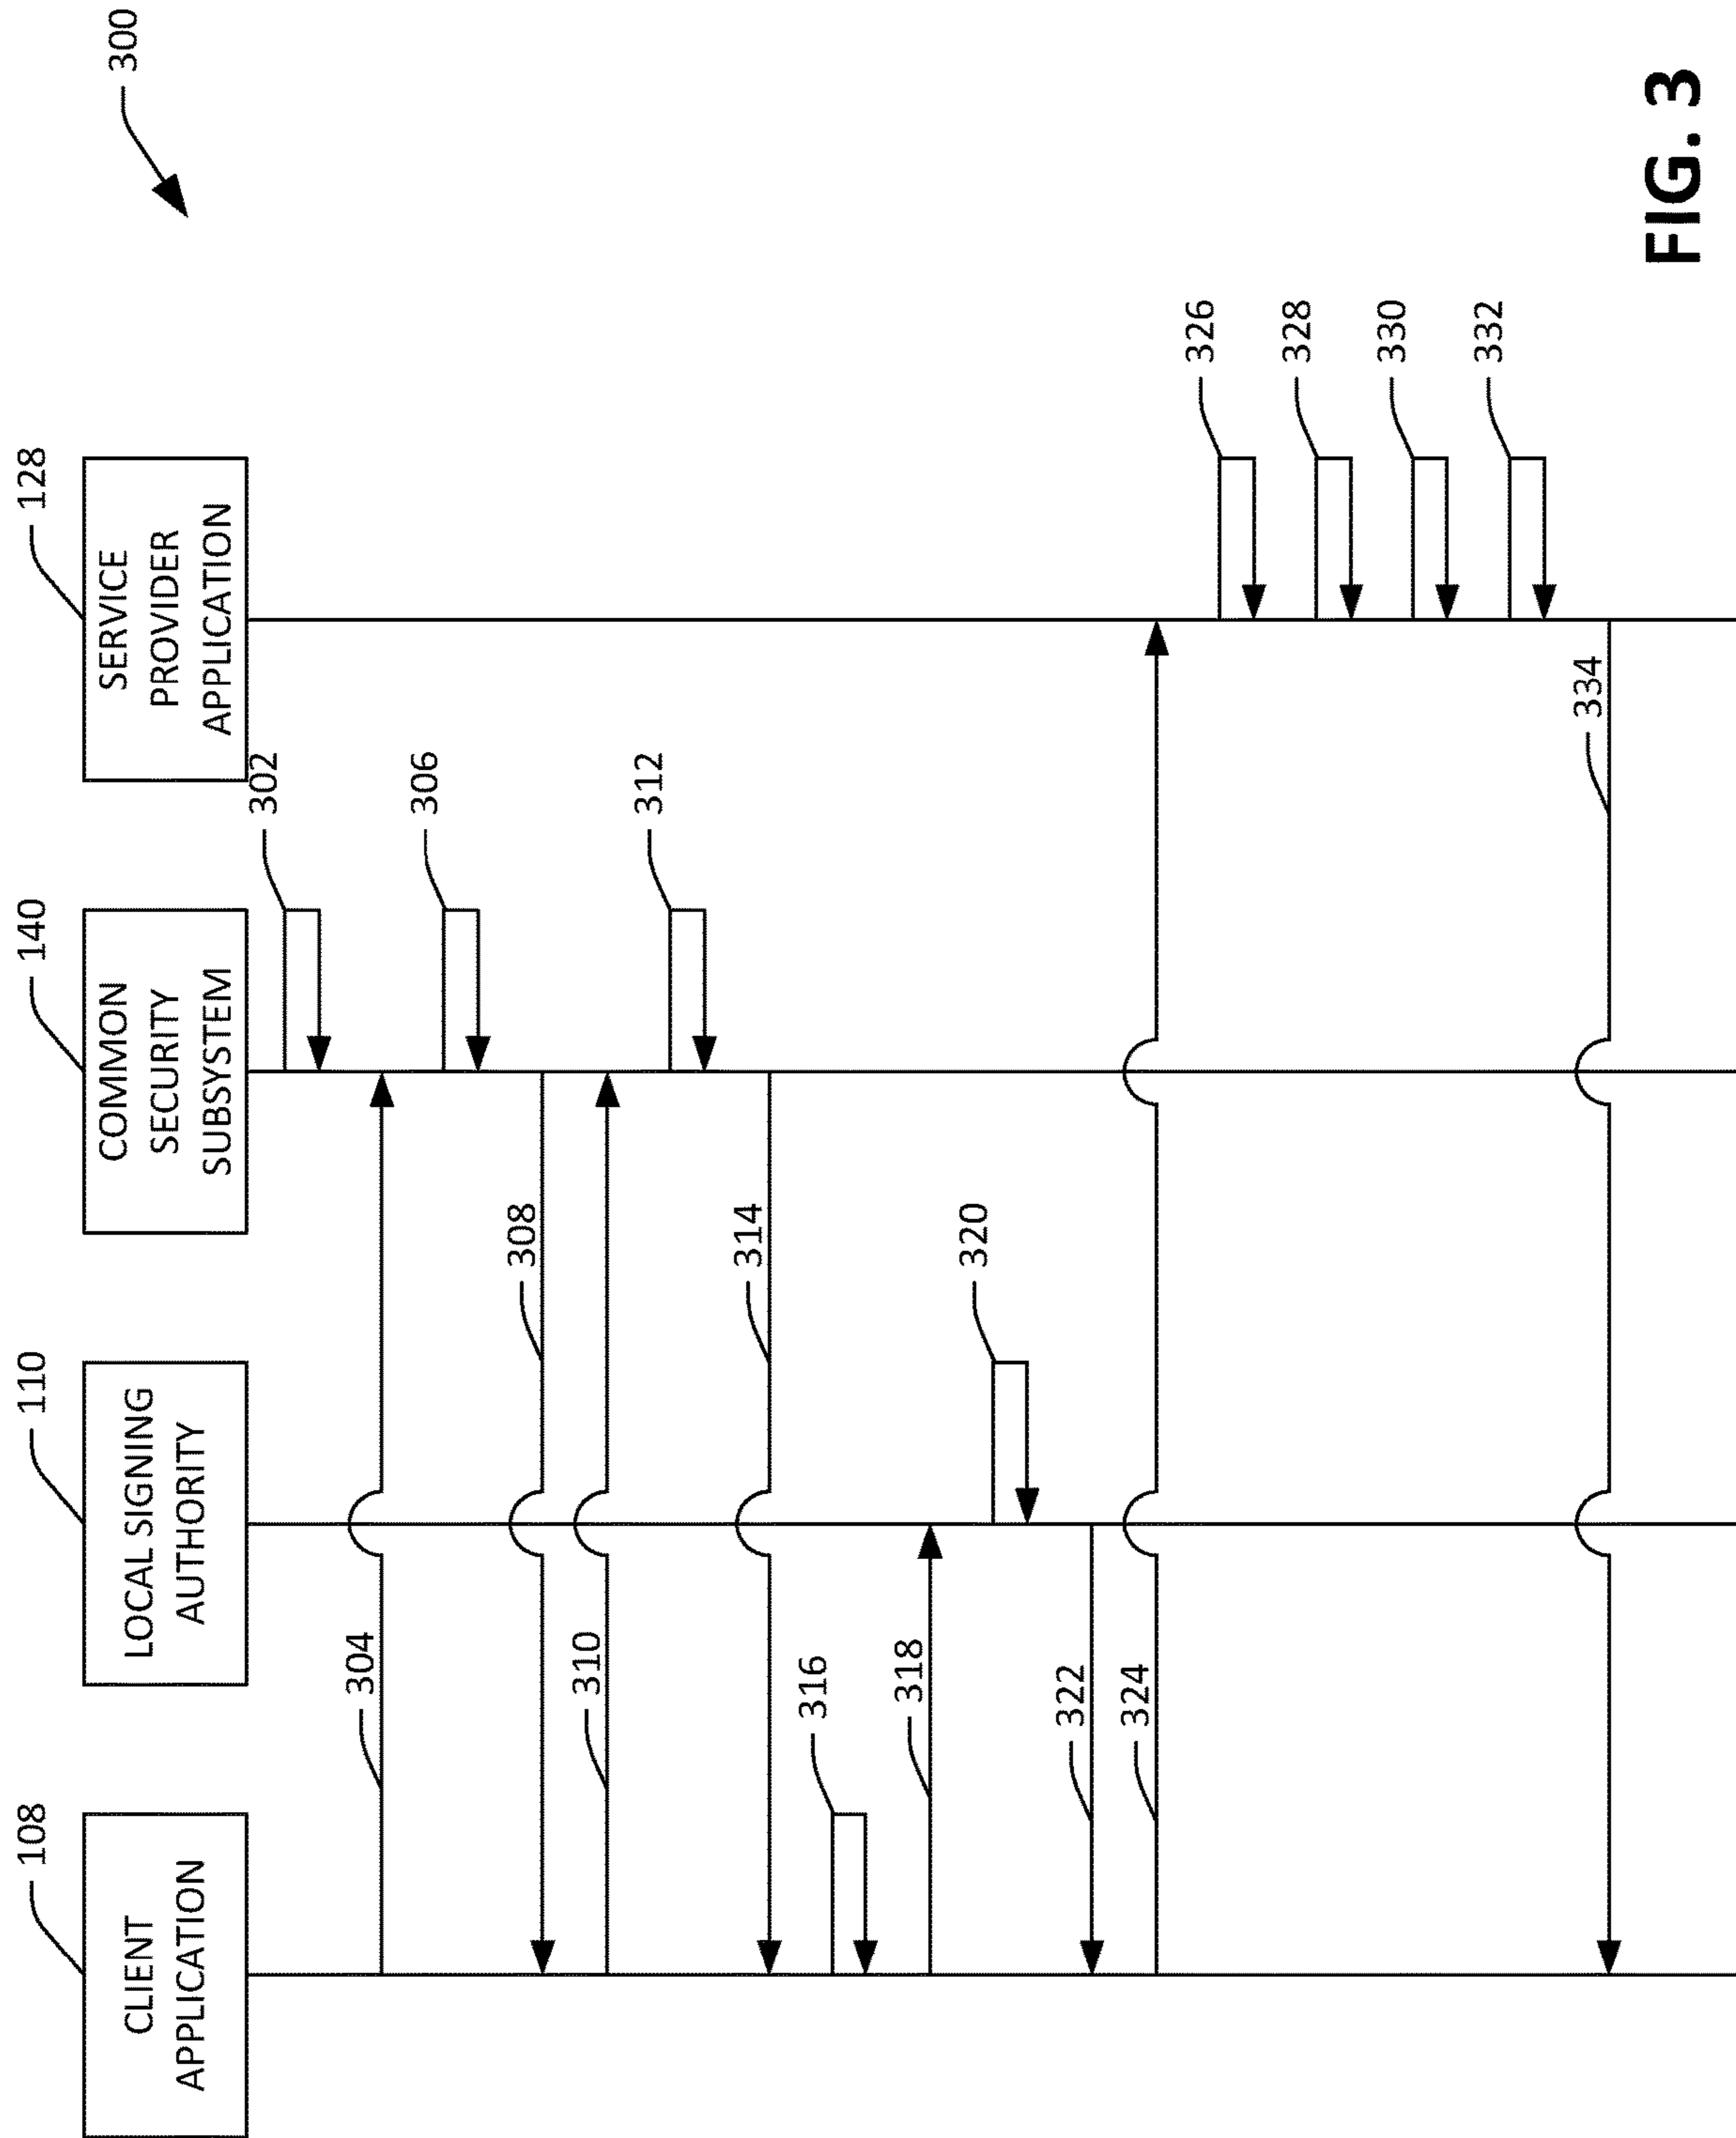 300
108
CLIENT
APPLICATION
110
LOCAL SIGNING
AUTHORITY
140
COMMON
SECURITY
SUBSYSTEM
128
SERVICE
PROVIDER
APPLICATION
302
304
306
308
310
312
314
316
318
320
322
324
326
328
330
332
334
FIG. 3